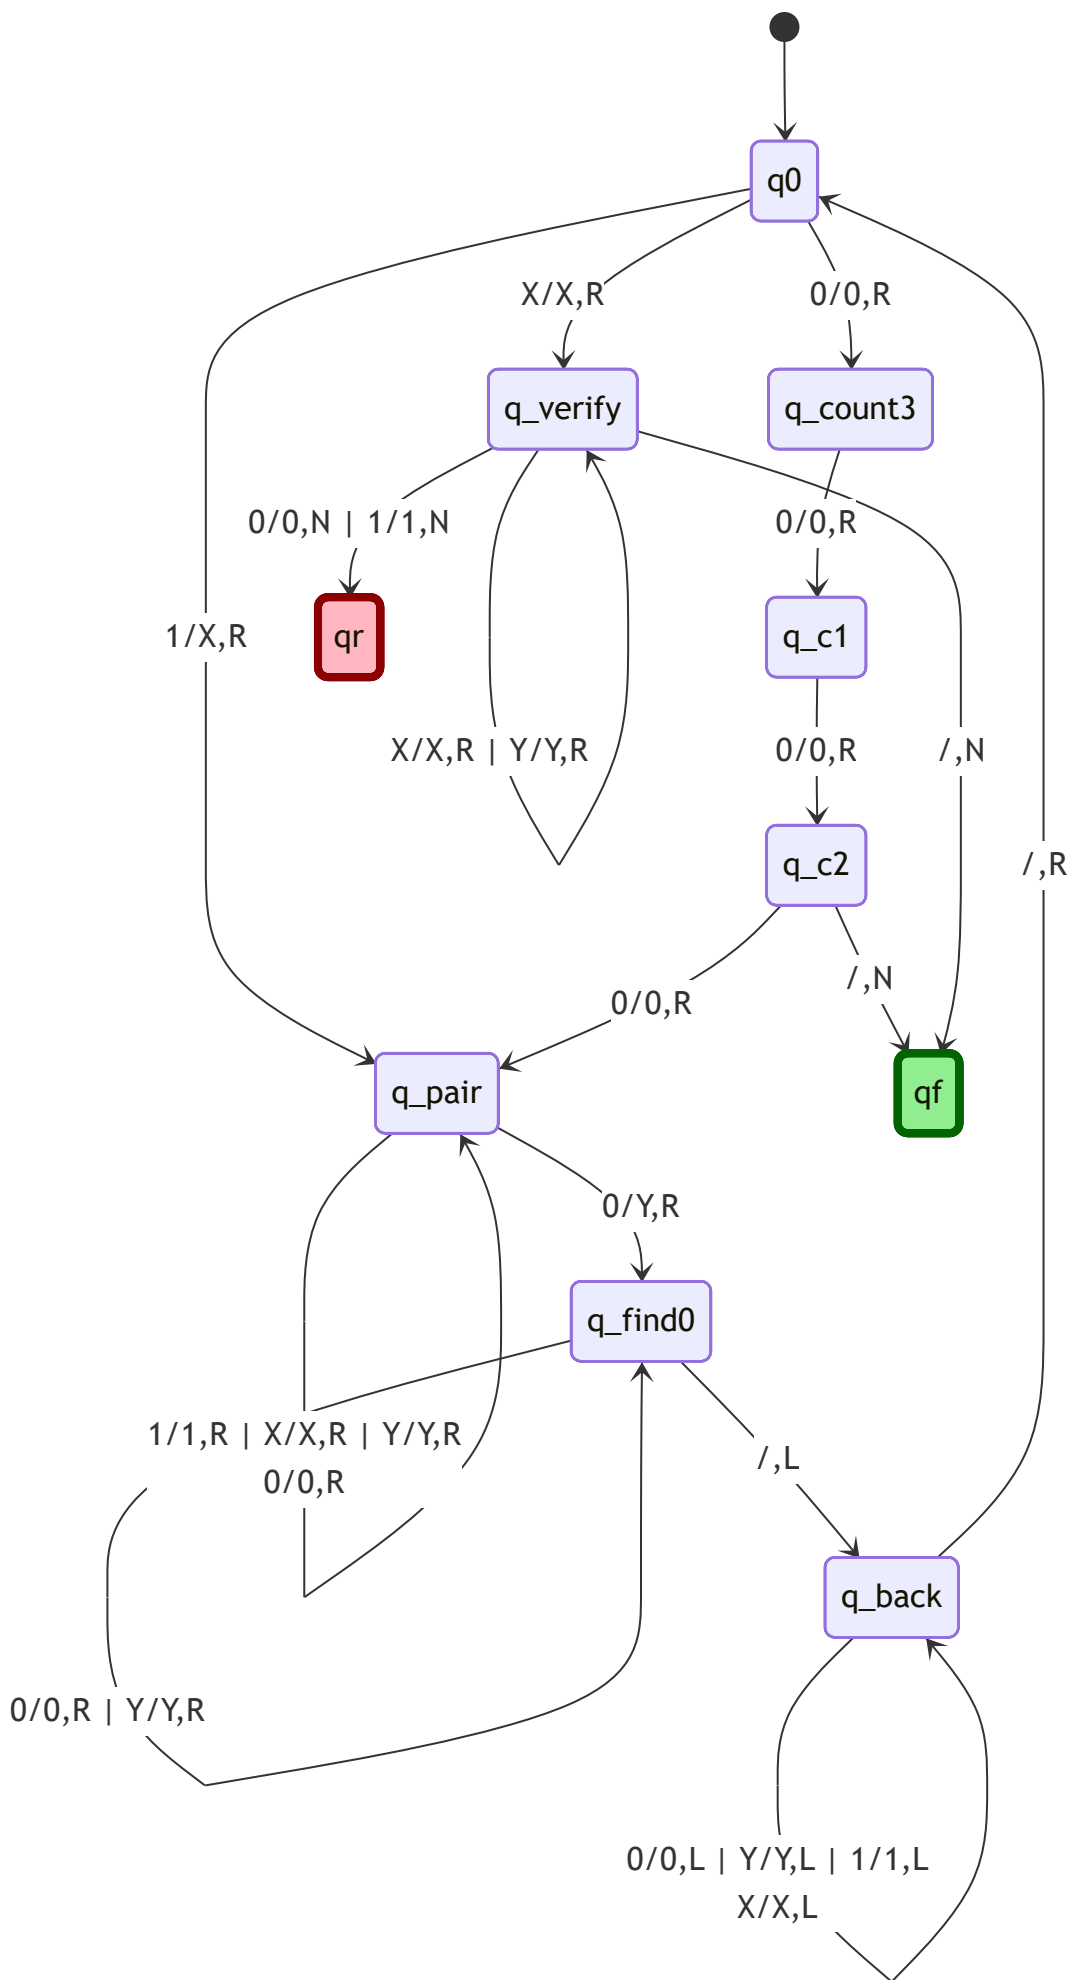 q0
X/X,R
0/0,R
q_verify
q_count3
0/0,N | 1/1,N
0/0,R
1/X,R
qr
q_c1
X/X,R | Y/Y,R
0/0,R
/,N
q_c2
/,R
/,N
0/0,R
q_pair
qf
0/Y,R
q_find0
1/1,R | X/X,R | Y/Y,R
0/0,R
/,L
q_back
0/0,R | Y/Y,R
0/0,L | Y/Y,L | 1/1,L
X/X,L